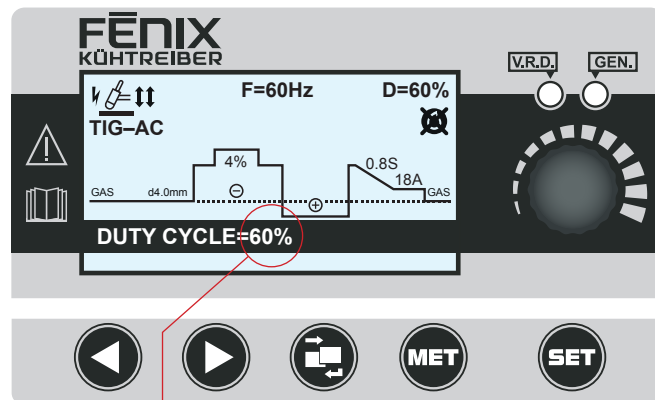 FĒNIX
KÜHTREIBER
V.R.D. GEN.
F=60Hz D=60%
TIG–AC
4% 0.8S
18A
GAS d4.0mm ⊖ GAS
⊕
DUTY CYCLE=60%
MET SET